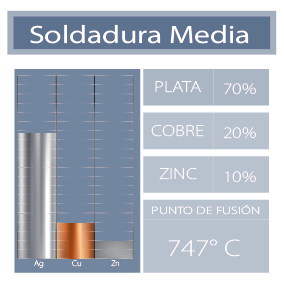 Soldadura Media
PLATA 70%
COBRE 20%
ZINC 10%
PUNTO DE FUSIÓN
747° C
Ag Cu Zn